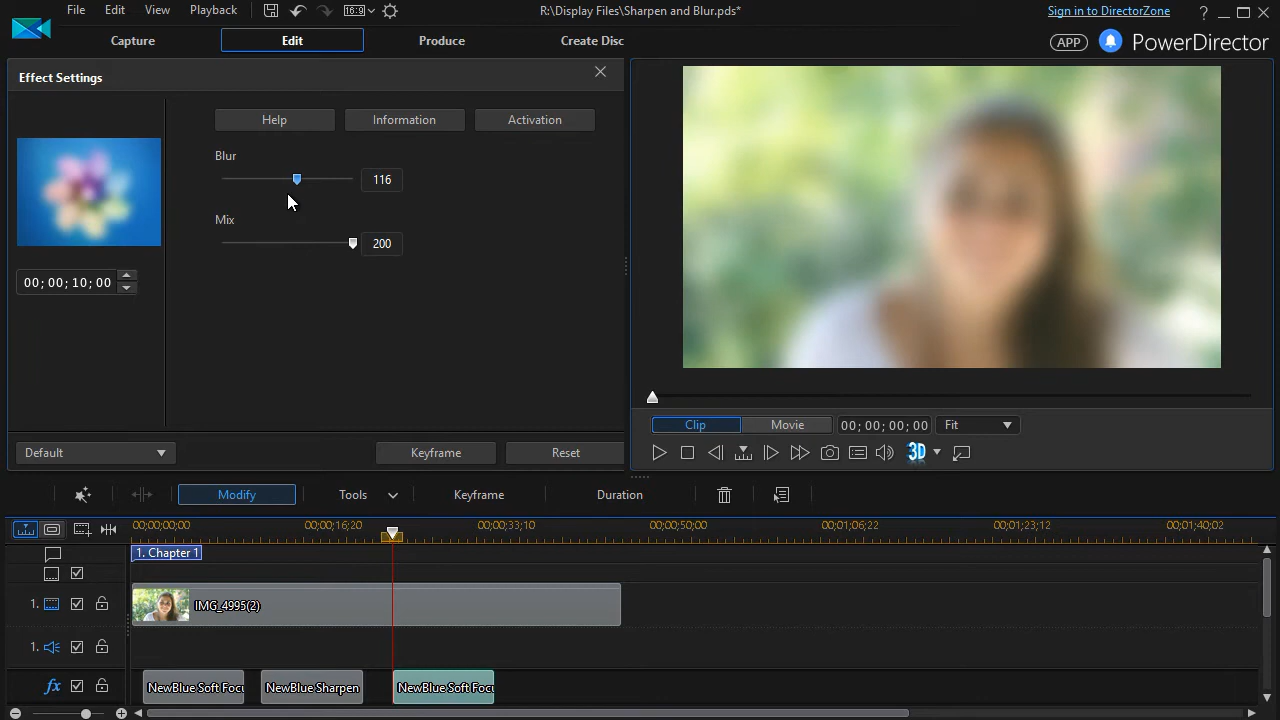 File Edit View Playback 16:9 R:\Display Files\Sharpen and Blur.pds* Sign in to DirectorZone ?
Capture Edit Produce Create Disc APP PowerDirector
Effect Settings
Help Information Activation
Blur
116
Mix
200
00; 00; 10; 00
Clip Movie 00; 00; 00; 00 Fit
Default Keyframe Reset
3D
Modify Tools Keyframe Duration
00;00;00;00 00;00;16;20 00;00;33;10 00;00;50;00 00;01;06;22 00;01;23;12 00;01;40;02
1. Chapter 1
1. IMG_4995(2)
1.
fx NewBlue Soft Focu NewBlue Sharpen NewBlue Soft Focu